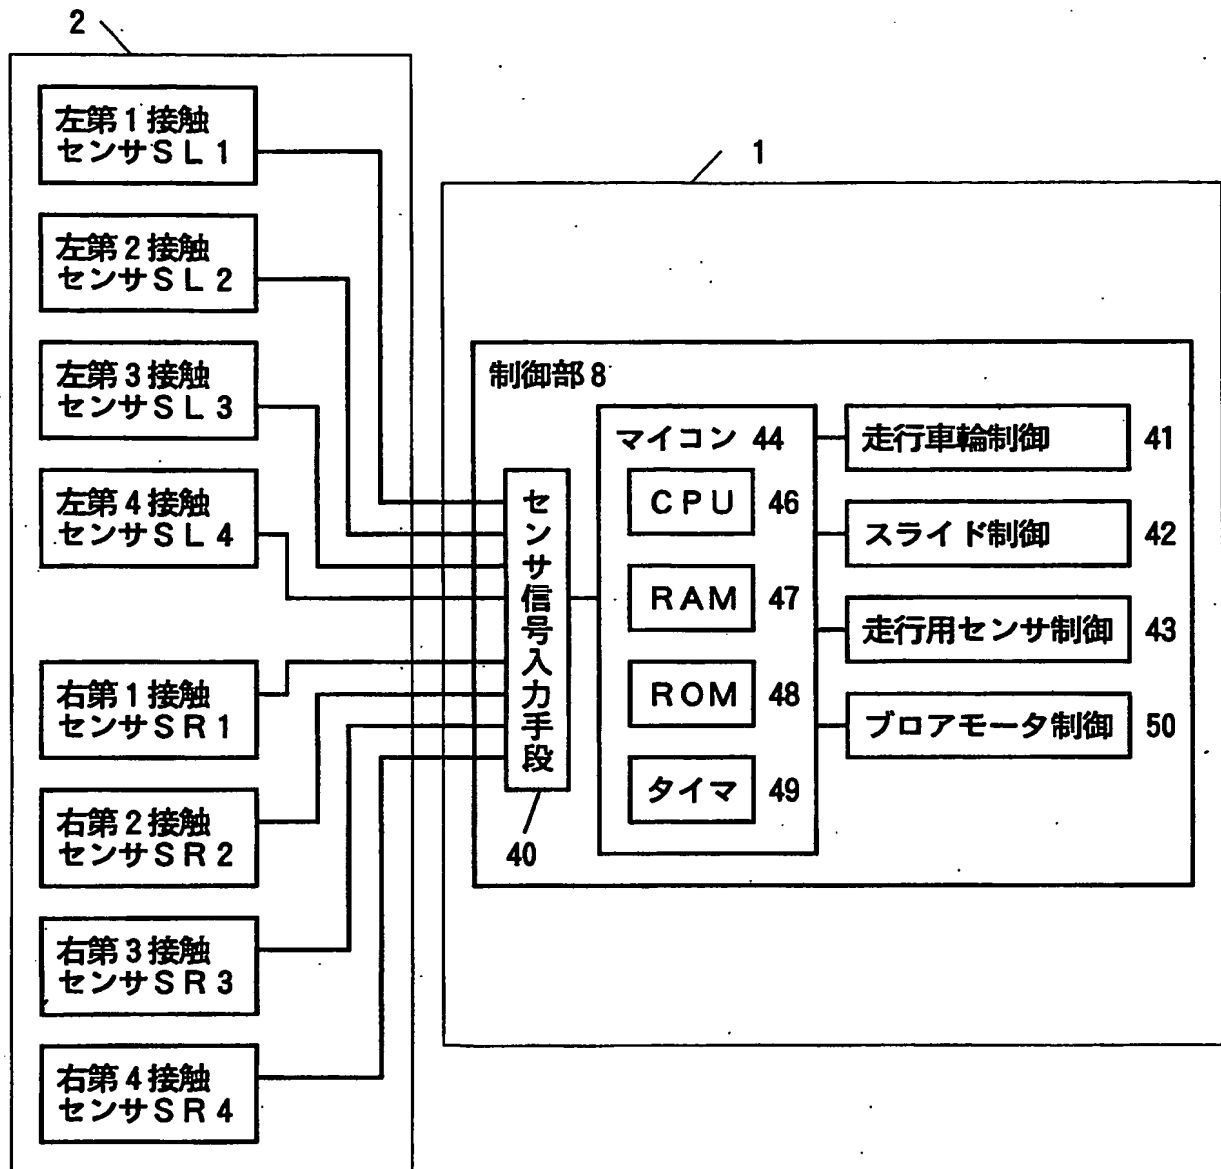 2
左第1接触
センサSL1
左第2接触
センサSL2
左第3接触
センサSL3
左第4接触
センサSL4
右第1接触
センサSR1
右第2接触
センサSR2
右第3接触
センサSR3
右第4接触
センサSR4
1
制御部8
センサ信号入力手段
40
マイコン 44
CPU 46
RAM 47
ROM 48
タイマ 49
走行車輪制御 41
スライド制御 42
走行用センサ制御 43
ブロアモータ制御 50